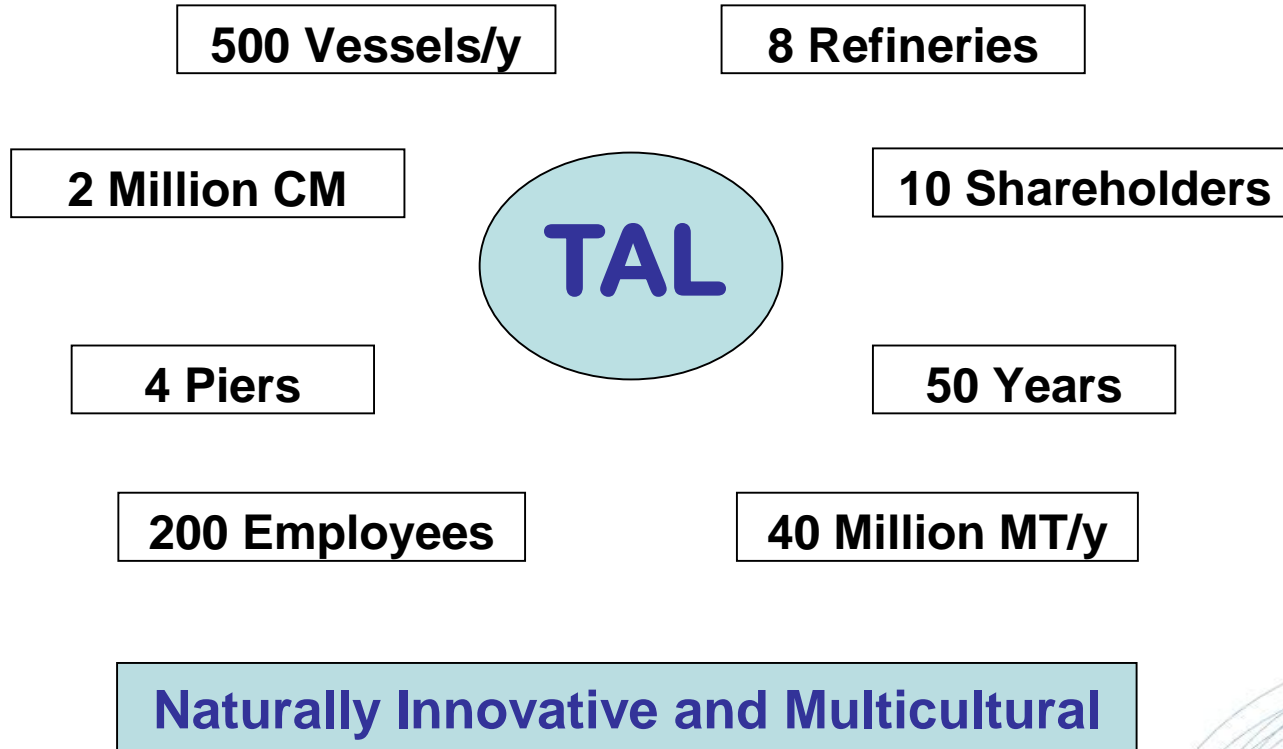 500 Vessels/y
8 Refineries
2 Million CM
10 Shareholders
TAL
4 Piers
50 Years
200 Employees
40 Million MT/y
Naturally Innovative and Multicultural